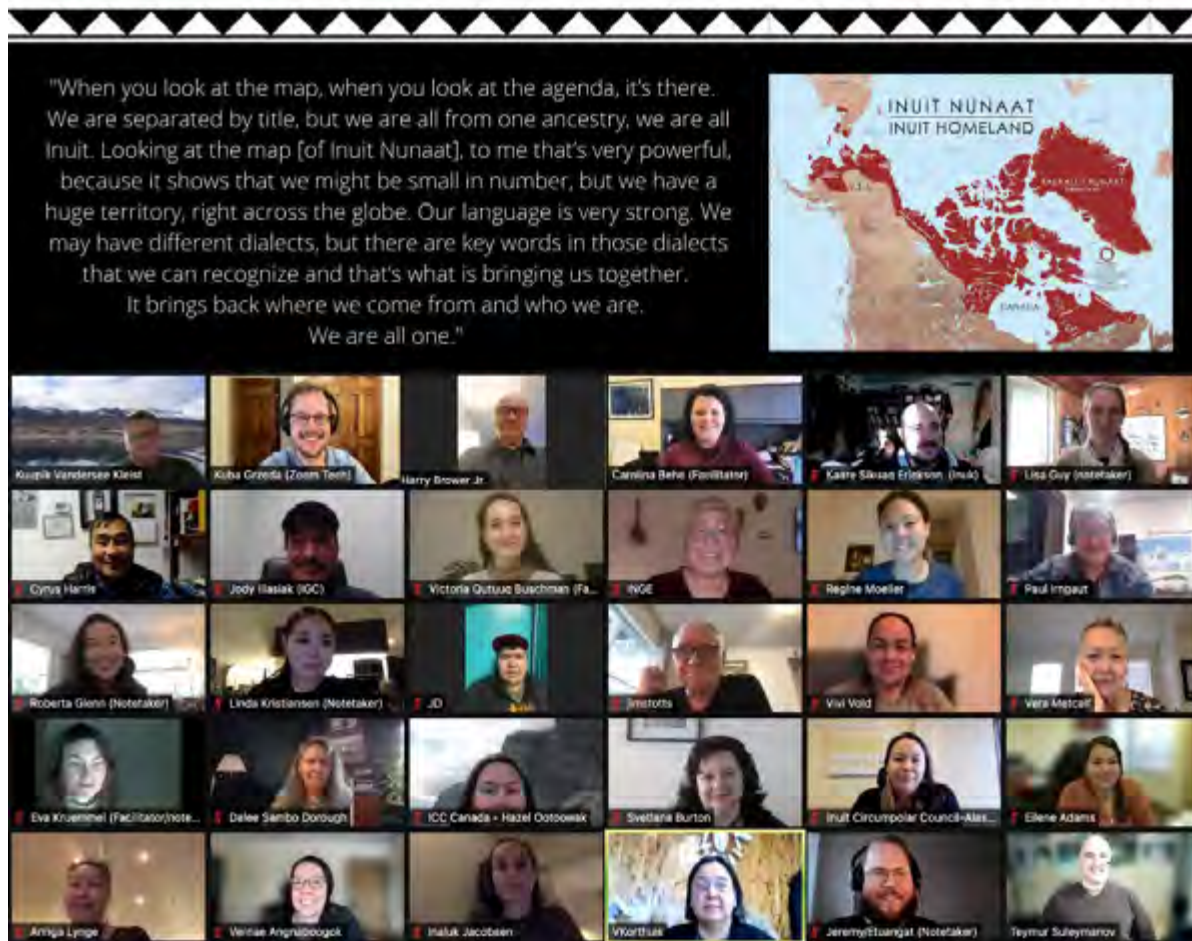 "When you look at the map, when you look at the agenda, it's there.
We are separated by title, but we are all from one ancestry, we are all
Inuit. Looking at the map [of Inuit Nunaat], to me that's very powerful,
because it shows that we might be small in number, but we have a
huge territory, right across the globe. Our language is very strong. We
may have different dialects, but there are key words in those dialects
that we can recognize and that's what is bringing us together.
It brings back where we come from and who we are.
We are all one."
INUIT NUNAAT
INUIT HOMELAND
CANADA
Kuupik Vandersee Kleist
Kuba Grzeda (Zoom Tech)
Harry Brower Jr.
Carolina Behe (Facilitator)
Kaare Sikuaq Erickson (Inuk)
Lisa Guy (notetaker)
Cyrus Harris
Jody Illasiak (IGC)
Victoria Qutuuq Buschman (Fa...
INGE
Regine Moeller
Paul Irngaut
Roberta Glenn (Notetaker)
Linda Kristiansen (Notetaker)
JD
jimstotts
Vivi Vold
Vera Metcalf
Eva Kruemmel (Facilitator/note...
Dalee Sambo Dorough
ICC Canada - Hazel Ootoowak
Svetlana Burton
Inuit Circumpolar Council-Alas...
Eilene Adams
Arnga Lynge
Vernae Angnaboogok
Inaluk Jacobsen
VKorthuis
Jeremy/Etuangat (Notetaker)
Teymur Suleymanov